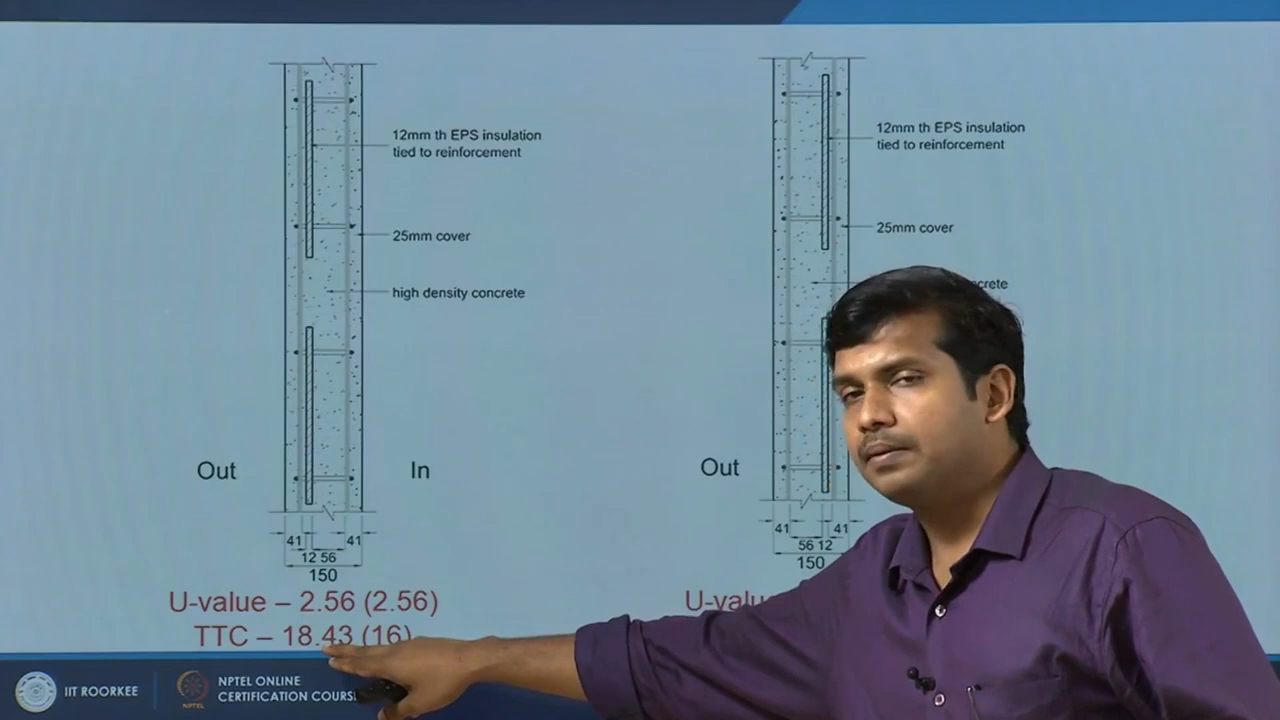 12mm th EPS insulation
tied to reinforcement
25mm cover
high density concrete
Out
In
41
41
12 56
150
U-value – 2.56 (2.56)
TTC – 18.43 (16)
12mm th EPS insulation
tied to reinforcement
25mm cover
Out
41
41
56 12
150
IIT ROORKEE
NPTEL ONLINE
NPTEL